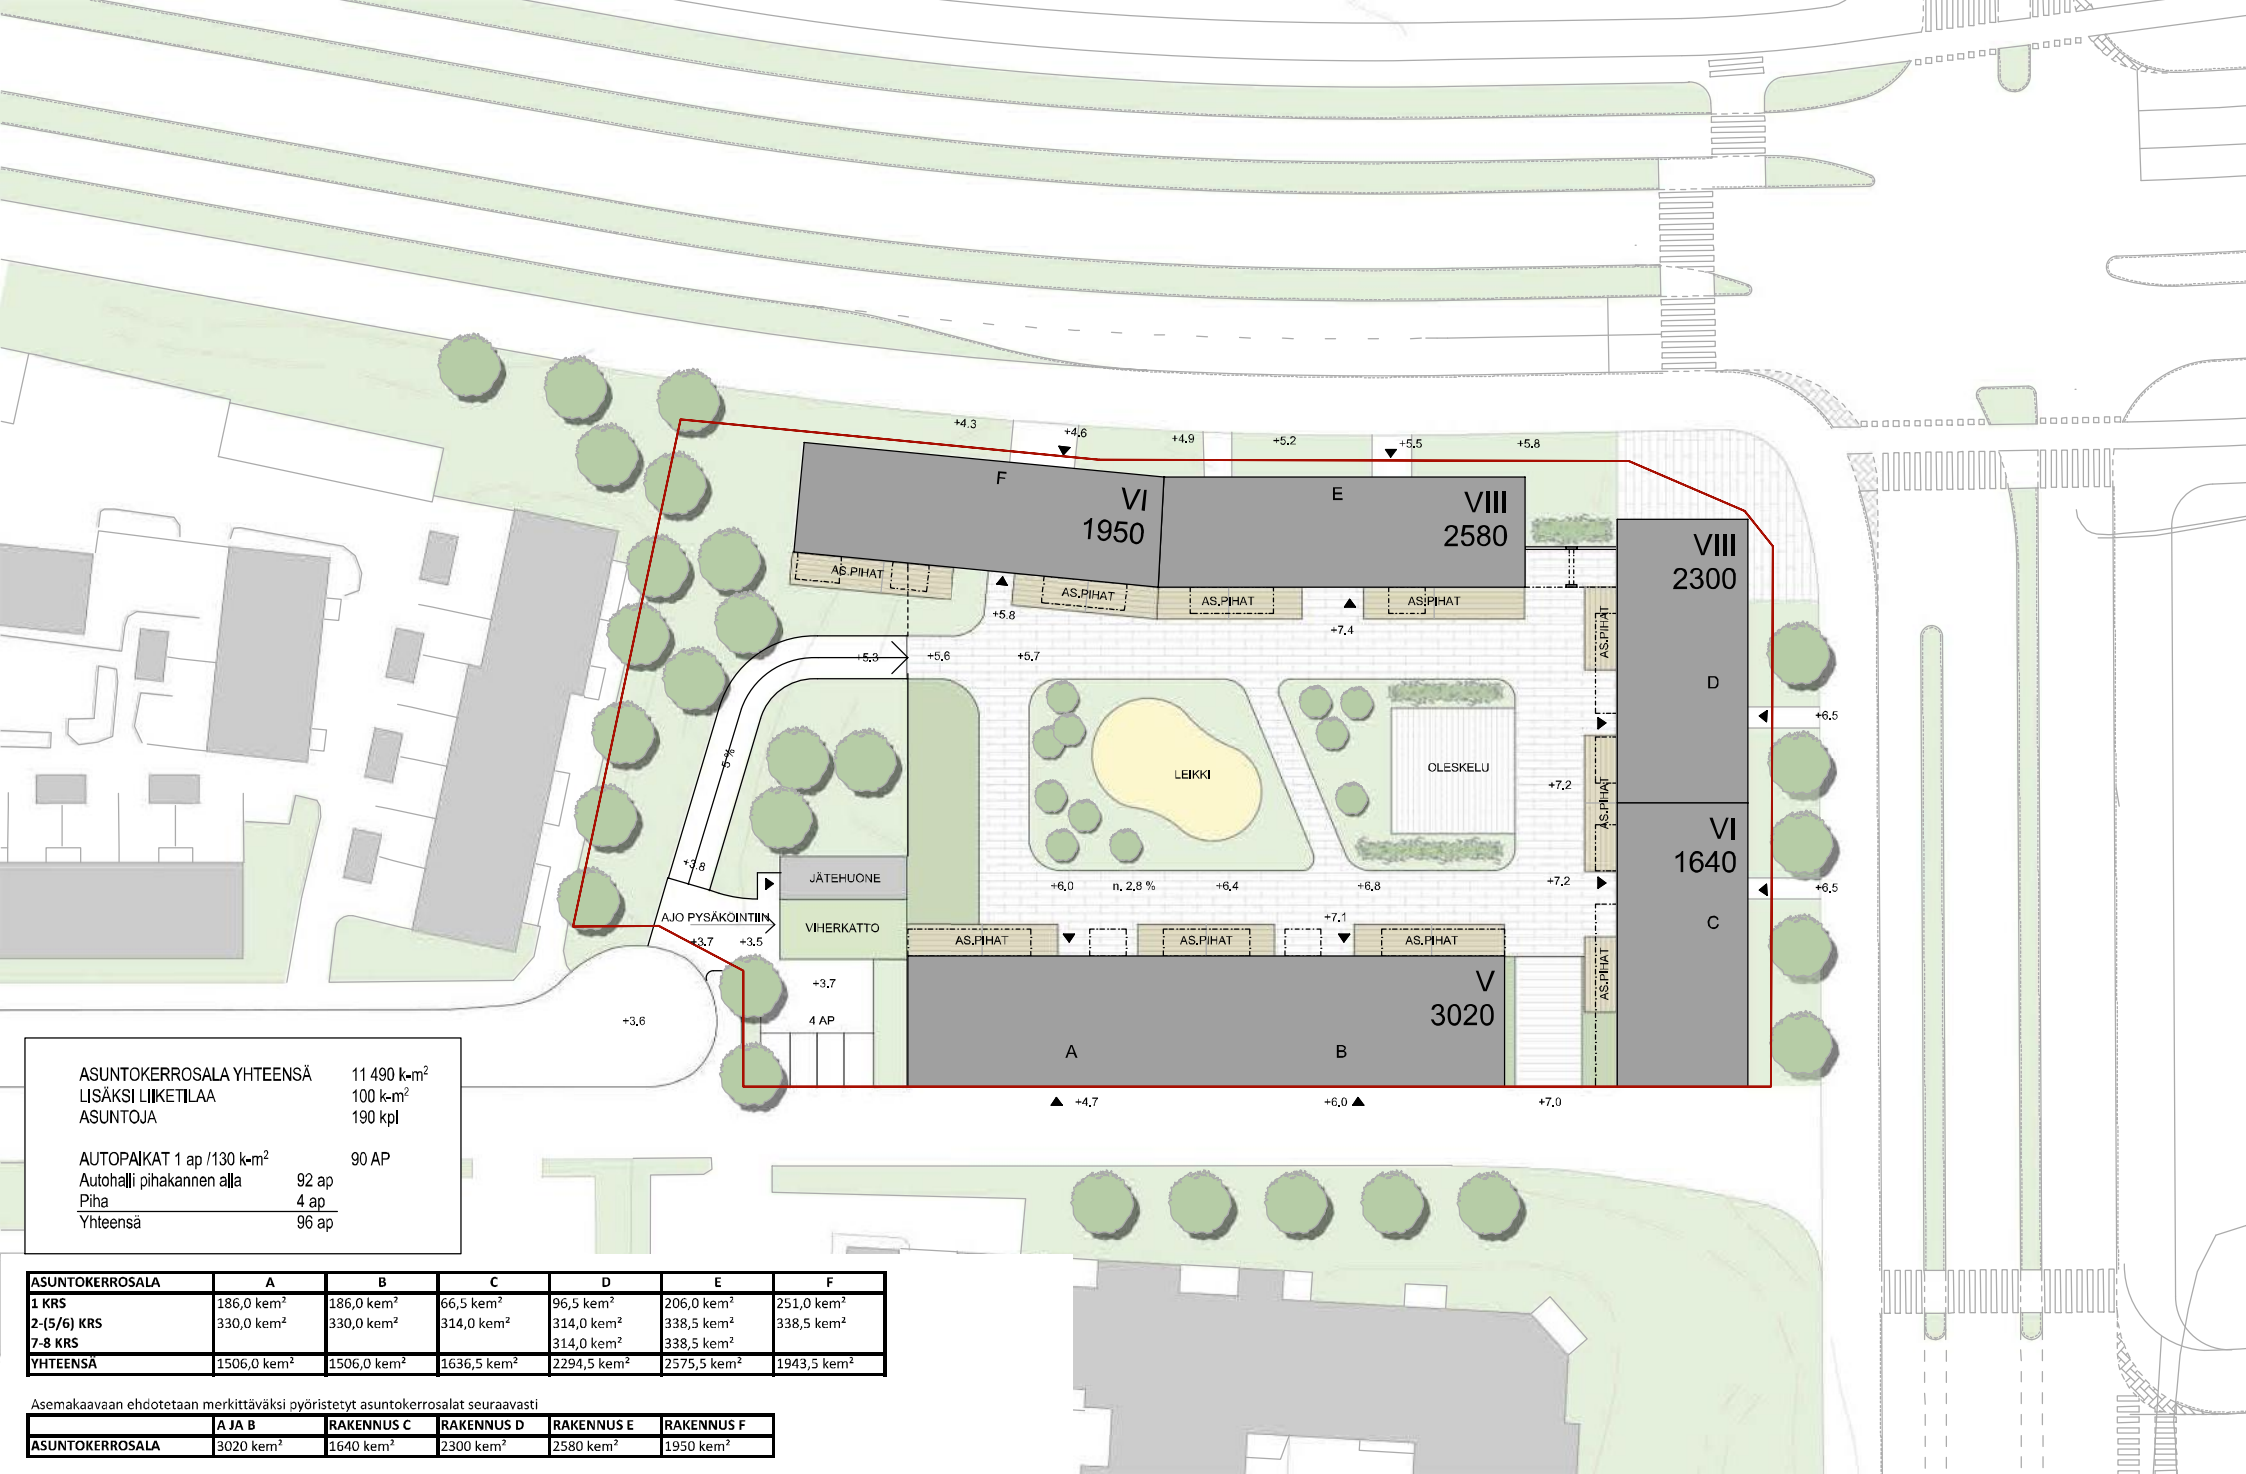 +4.3
+4.6
+4.9
+5.2
+5.5
+5.8
F
VI
1950
E
VIII
2580
VIII
2300
D
AS.PIHAT
AS.PIHAT
AS.PIHAT
AS.PIHAT
AS.PIHAT
+5.8
+7.4
+5.3
+5.6
+5.7
+6.5
5 %
LEIKKI
OLESKELU
+7.2
AS.PIHAT
VI
1640
C
+3.8
JÄTEHUONE
+6.0
n. 2,8 %
+6.4
+6.8
+7.2
+6.5
AJO PYSÄKÖINTIIN
VIHERKATTO
+3.7
+3.5
+7.1
AS.PIHAT
AS.PIHAT
AS.PIHAT
AS.PIHAT
V
3020
+3.7
+3.6
4 AP
A
B
+4.7
+6.0
+7.0
ASUNTOKERROSALA YHTEENSÄ 11 490 k-m²
LISÄKSI LIIKETILAA 100 k-m²
ASUNTOJA 190 kpl
AUTOPAIKAT 1 ap /130 k-m² 90 AP
Autohalli pihakannen alla 92 ap
Piha 4 ap
Yhteensä 96 ap
ASUNTOKERROSALA A B C D E F
1 KRS 186,0 kem² 186,0 kem² 66,5 kem² 96,5 kem² 206,0 kem² 251,0 kem²
2-(5/6) KRS 330,0 kem² 330,0 kem² 314,0 kem² 314,0 kem² 338,5 kem² 338,5 kem²
7-8 KRS 314,0 kem² 338,5 kem²
YHTEENSÄ 1506,0 kem² 1506,0 kem² 1636,5 kem² 2294,5 kem² 2575,5 kem² 1943,5 kem²
Asemakaavaan ehdotetaan merkittäväksi pyöristetyt asuntokerrosalat seuraavasti
A JA B RAKENNUS C RAKENNUS D RAKENNUS E RAKENNUS F
ASUNTOKERROSALA 3020 kem² 1640 kem² 2300 kem² 2580 kem² 1950 kem²